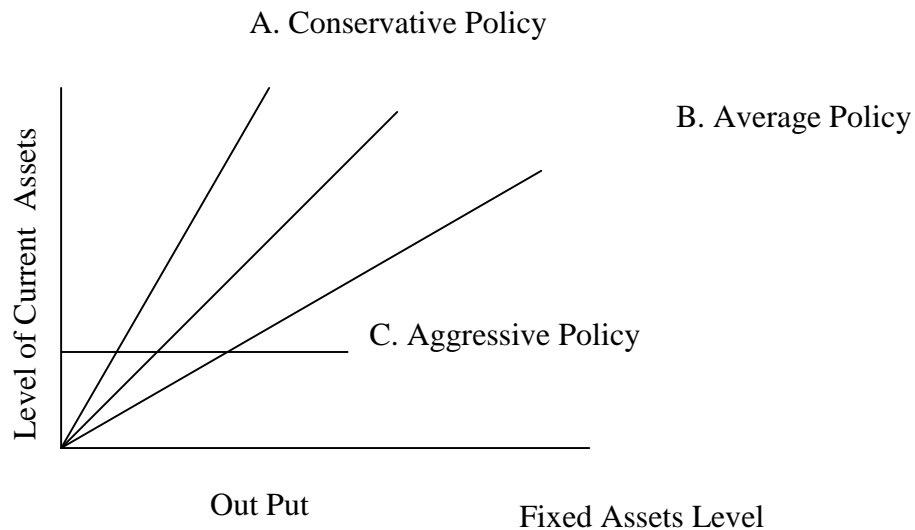 A. Conservative Policy
B. Average Policy
Level of Current Assets
C. Aggressive Policy
Out Put
Fixed Assets Level